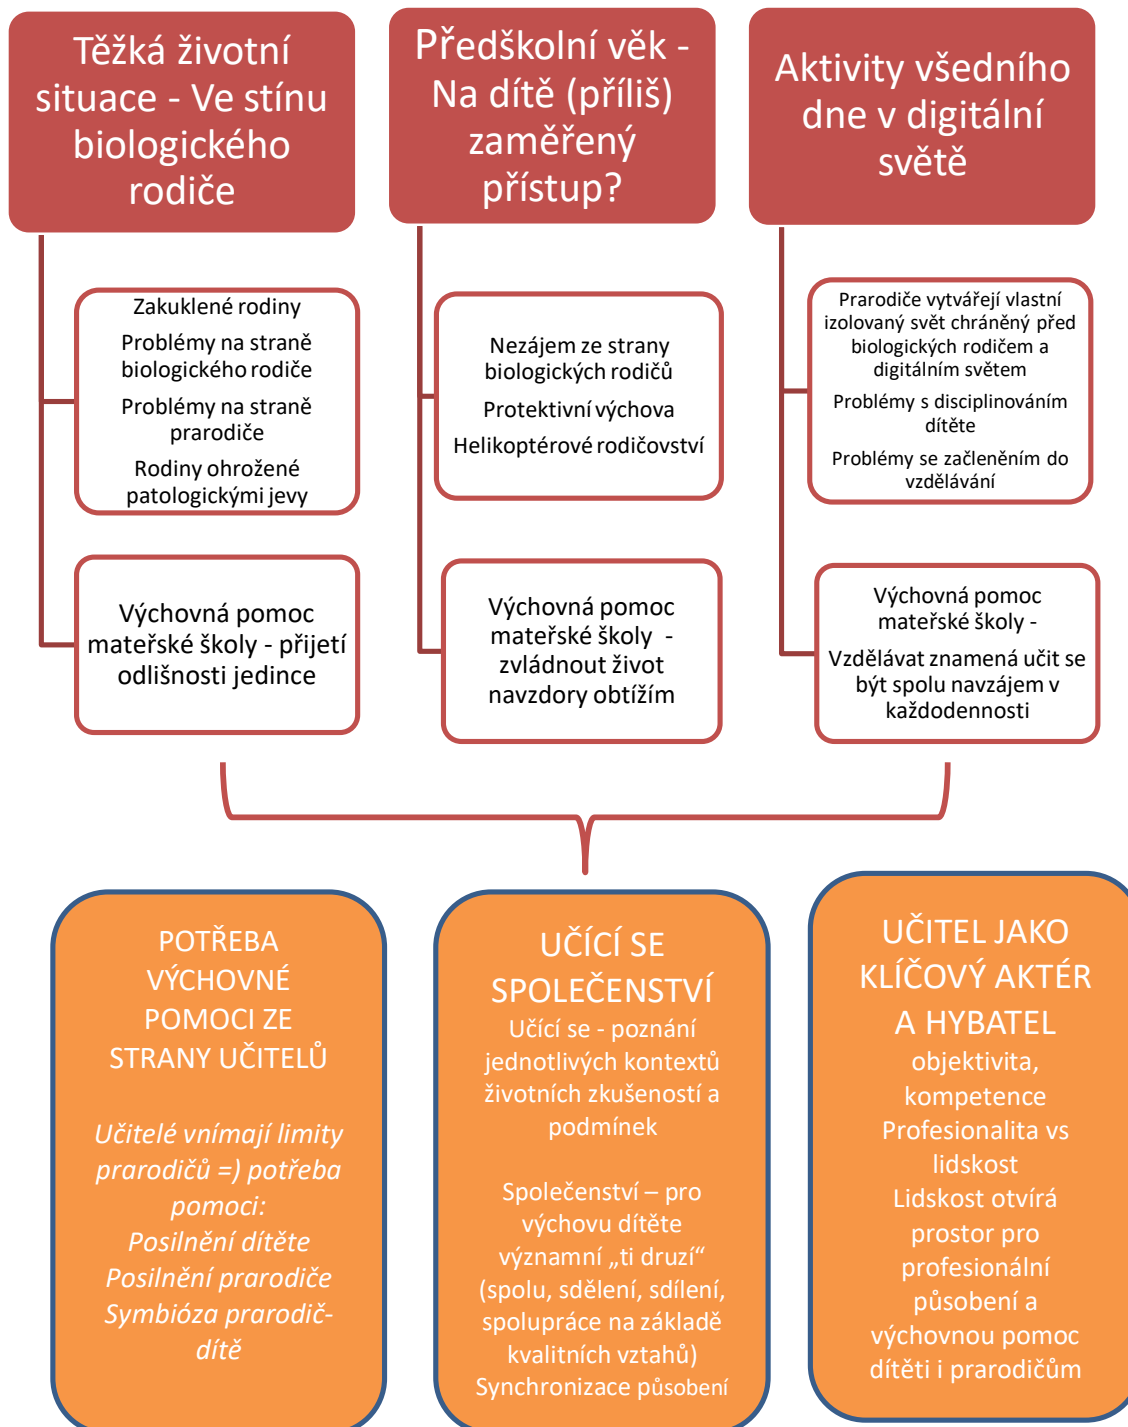 Těžká životní
situace - Ve stínu
biologického
rodiče
Zakuklené rodiny
Problémy na straně
biologického rodiče
Problémy na straně
prarodiče
Rodiny ohrožené
patologickými jevy
Výchovná pomoc
mateřské školy - přijetí
odlišnosti jedince
Předškolní věk -
Na dítě (příliš)
zaměřený
přístup?
Nezájem ze strany
biologických rodičů
Protektivní výchova
Helikoptérové rodičovství
Výchovná pomoc
mateřské školy -
zvládnout život
navzdory obtížím
Aktivity všedního
dne v digitální
světě
Prarodiče vytvářejí vlastní
izolovaný svět chráněný před
biologických rodičem a
digitálním světem
Problémy s disciplinováním
dítěte
Problémy se začleněním do
vzdělávání
Výchovná pomoc
mateřské školy -
Vzdělávat znamená učit se
být spolu navzájem v
každodennosti
POTŘEBA
VÝCHOVNÉ
POMOCI ZE
STRANY UČITELŮ
Učitelé vnímají limity
prarodičů =) potřeba
pomoci:
Posilnění dítěte
Posilnění prarodiče
Symbióza prarodič-
dítě
UČÍCÍ SE
SPOLEČENSTVÍ
Učící se - poznání
jednotlivých kontextů
životních zkušeností a
podmínek
Společenství – pro
výchovu dítěte
významní „ti druzí“
(spolu, sdělení, sdílení,
spolupráce na základě
kvalitních vztahů)
Synchronizace působení
UČITEL JAKO
KLÍČOVÝ AKTÉR
A HYBATEL
objektivita,
kompetence
Profesionalita vs
lidskost
Lidskost otvírá
prostor pro
profesionální
působení a
výchovnou pomoc
dítěti i prarodičům